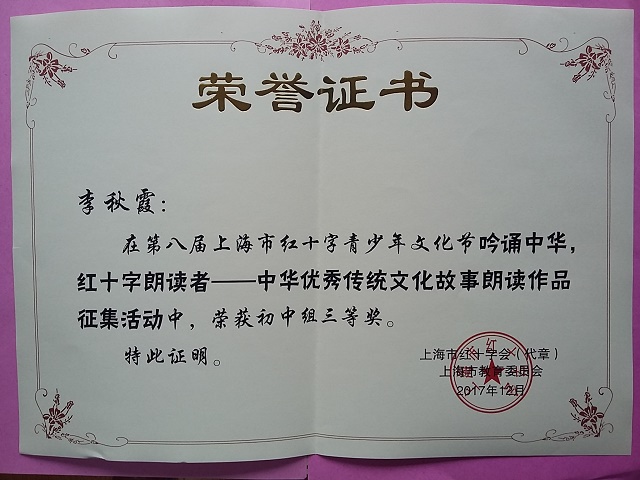 荣誉证书
李秋霞：
在第八届上海市红十字青少年文化节吟诵中华，
红十字朗读者——中华优秀传统文化故事朗读作品
征集活动中，荣获初中组三等奖。
特此证明。
上海市红十字会（代章）
上海市教育委员会
2017年12月